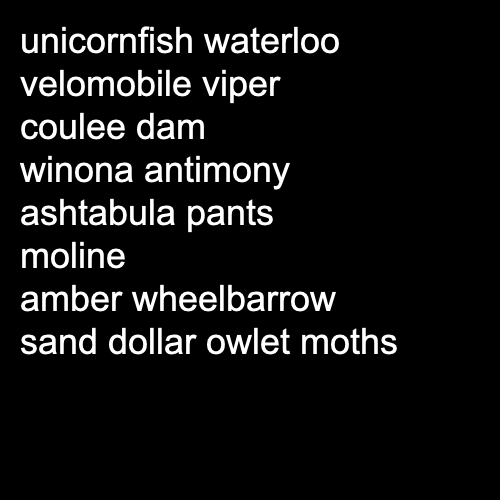 unicornfish waterloo
velomobile viper
coulee dam
winona antimony
ashtabula pants
moline
amber wheelbarrow
sand dollar owlet moths